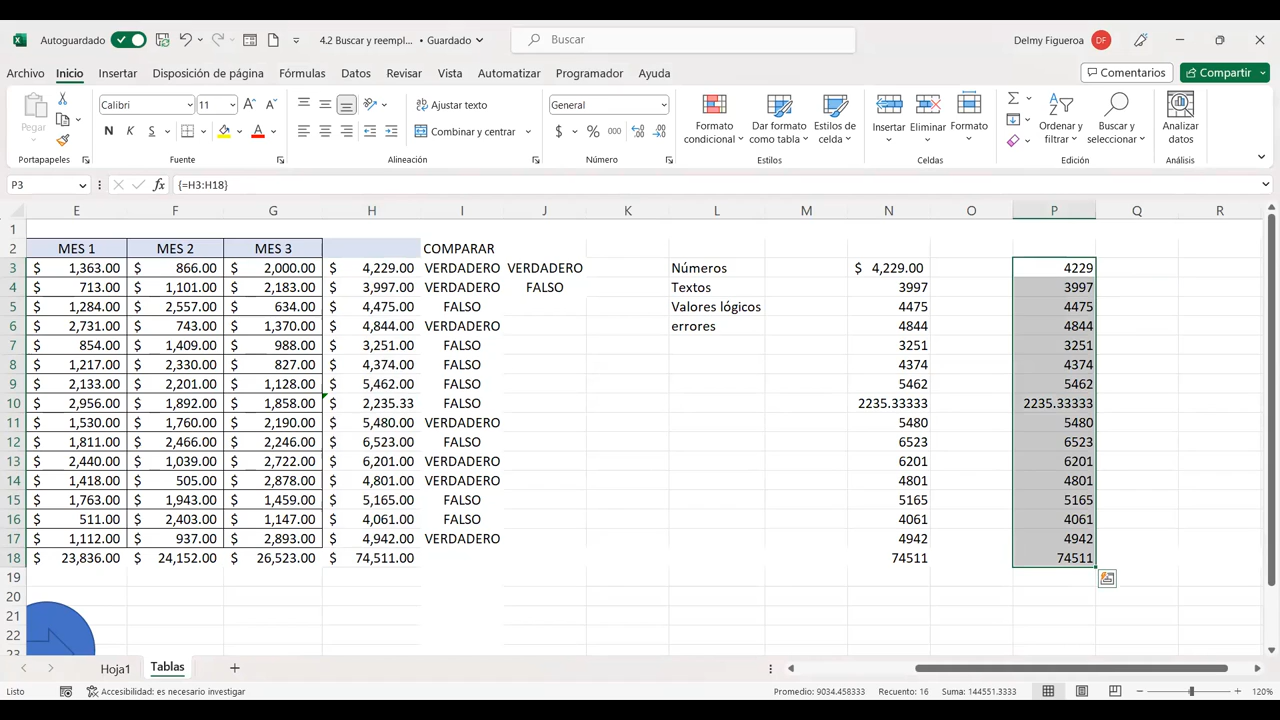 Autoguardado 4.2 Buscar y reempl... • Guardado Buscar Delmy Figueroa DF
Archivo Inicio Insertar Disposición de página Fórmulas Datos Revisar Vista Automatizar Programador Ayuda Comentarios Compartir
Pegar Calibri 11 A A Ajustar texto General Formato condicional Dar formato como tabla Estilos de celda Insertar Eliminar Formato Ordenar y filtrar Buscar y seleccionar Analizar datos
N K S A Combinar y centrar $ % 000
Portapapeles Fuente Alineación Número Estilos Celdas Edición Análisis
P3 fx {=H3:H18}
E F G H I J K L M N O P Q R
1
2 MES 1 MES 2 MES 3 COMPARAR
3 $ 1,363.00 $ 866.00 $ 2,000.00 $ 4,229.00 VERDADERO VERDADERO Números $ 4,229.00 4229
4 $ 713.00 $ 1,101.00 $ 2,183.00 $ 3,997.00 VERDADERO FALSO Textos 3997 3997
5 $ 1,284.00 $ 2,557.00 $ 634.00 $ 4,475.00 FALSO Valores lógicos 4475 4475
6 $ 2,731.00 $ 743.00 $ 1,370.00 $ 4,844.00 VERDADERO errores 4844 4844
7 $ 854.00 $ 1,409.00 $ 988.00 $ 3,251.00 FALSO 3251 3251
8 $ 1,217.00 $ 2,330.00 $ 827.00 $ 4,374.00 FALSO 4374 4374
9 $ 2,133.00 $ 2,201.00 $ 1,128.00 $ 5,462.00 FALSO 5462 5462
10 $ 2,956.00 $ 1,892.00 $ 1,858.00 $ 2,235.33 FALSO 2235.33333 2235.33333
11 $ 1,530.00 $ 1,760.00 $ 2,190.00 $ 5,480.00 VERDADERO 5480 5480
12 $ 1,811.00 $ 2,466.00 $ 2,246.00 $ 6,523.00 FALSO 6523 6523
13 $ 2,440.00 $ 1,039.00 $ 2,722.00 $ 6,201.00 VERDADERO 6201 6201
14 $ 1,418.00 $ 505.00 $ 2,878.00 $ 4,801.00 VERDADERO 4801 4801
15 $ 1,763.00 $ 1,943.00 $ 1,459.00 $ 5,165.00 FALSO 5165 5165
16 $ 511.00 $ 2,403.00 $ 1,147.00 $ 4,061.00 FALSO 4061 4061
17 $ 1,112.00 $ 937.00 $ 2,893.00 $ 4,942.00 VERDADERO 4942 4942
18 $ 23,836.00 $ 24,152.00 $ 26,523.00 $ 74,511.00 74511 74511
19
20
21
22
23
Hoja1 Tablas
Listo Accesibilidad: es necesario investigar Promedio: 9034.458333 Recuento: 16 Suma: 144551.3333 120%